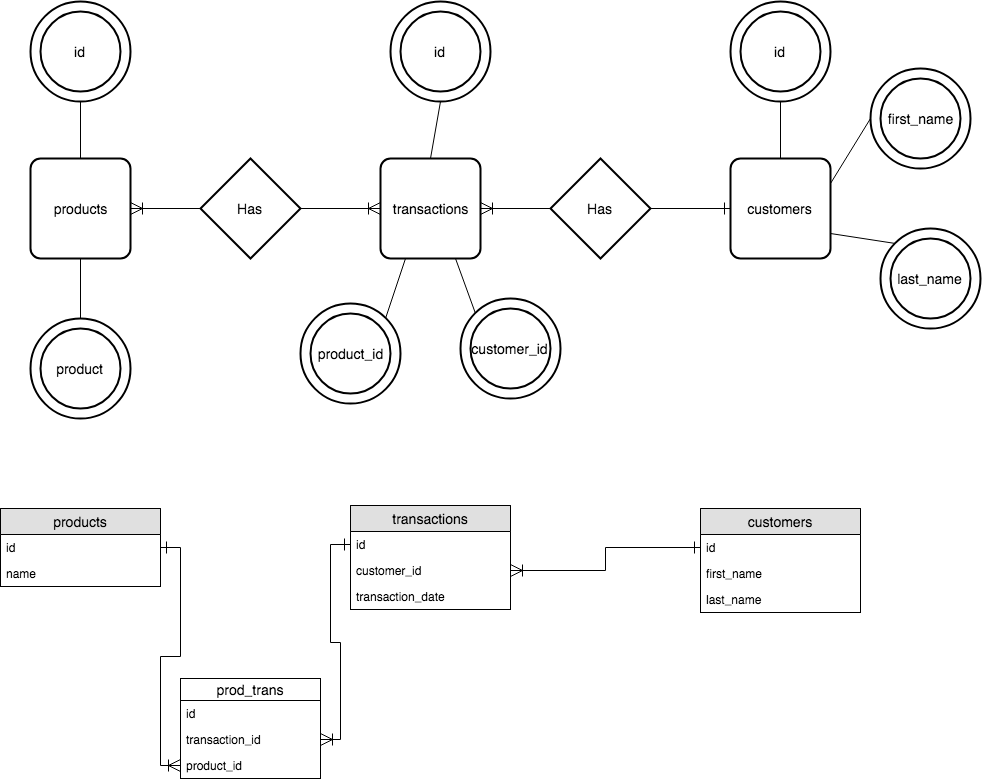 id
id
id
first_name
products
Has
transactions
Has
customers
last_name
product
product_id
customer_id
products
id
name
transactions
id
customer_id
transaction_date
customers
id
first_name
last_name
prod_trans
id
transaction_id
product_id